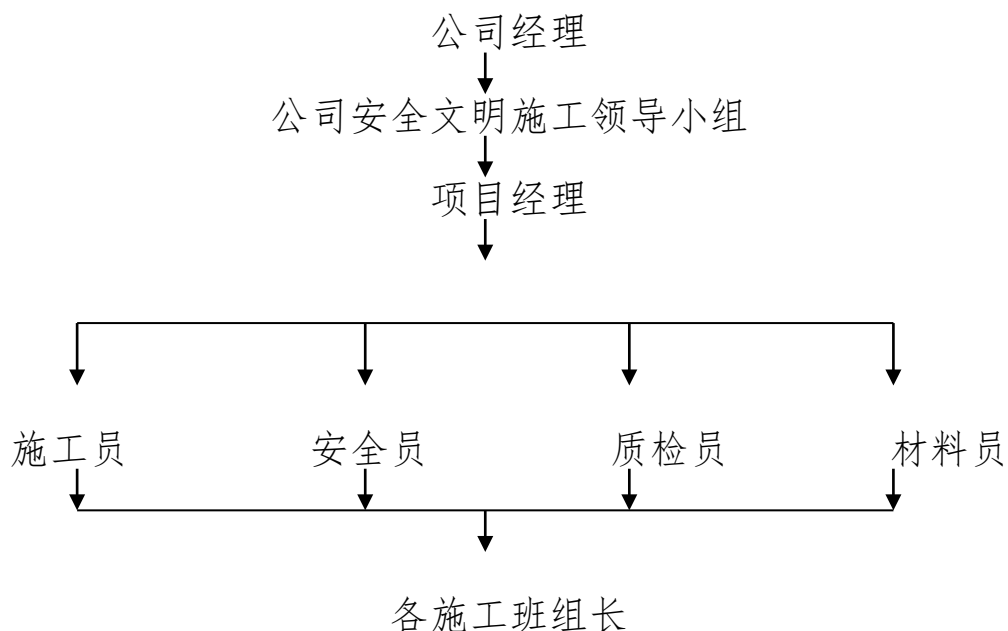 公司经理
公司安全文明施工领导小组
项目经理
施工员 安全员 质检员 材料员
各施工班组长